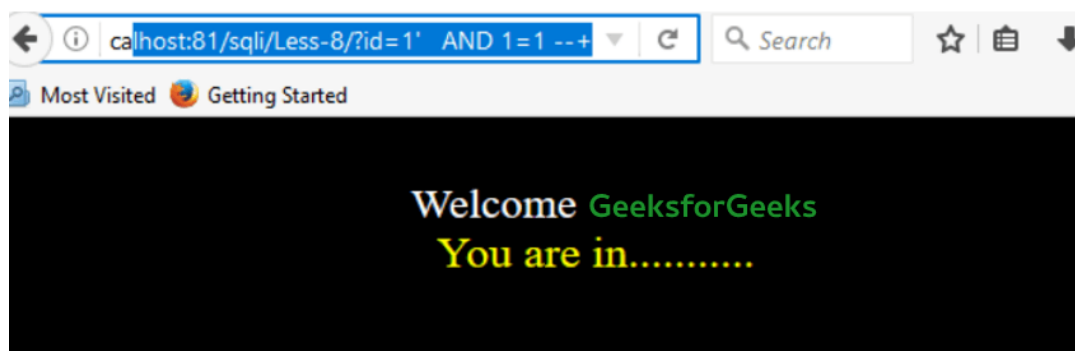 calhost:81/sqli/Less-8/?id=1'   AND 1=1 --+ Search
Most Visited Getting Started
Welcome GeeksforGeeks
You are in...........